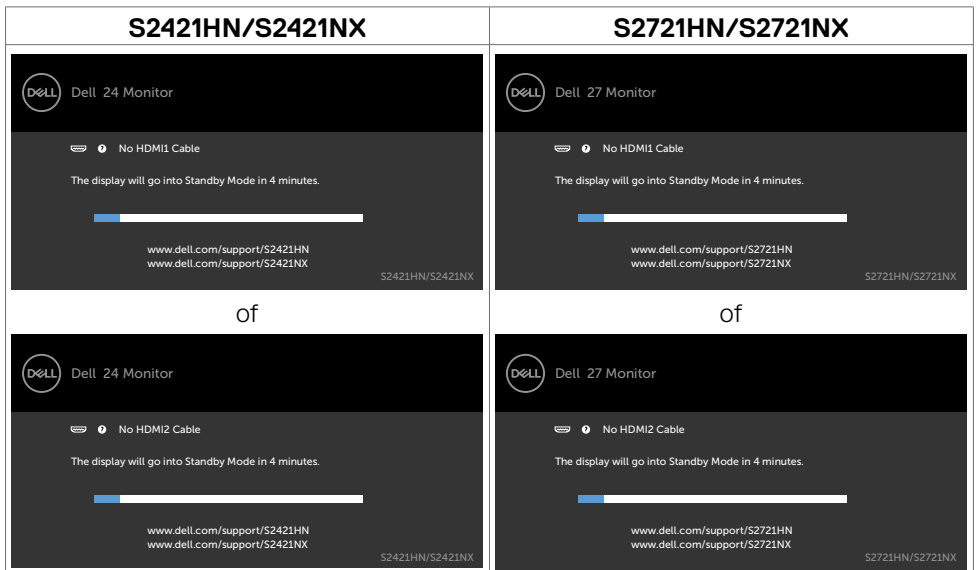 S2421HN/S2421NX
S2721HN/S2721NX
DELL Dell 24 Monitor
No HDMI1 Cable
The display will go into Standby Mode in 4 minutes.
www.dell.com/support/S2421HN
www.dell.com/support/S2421NX
S2421HN/S2421NX
DELL Dell 27 Monitor
No HDMI1 Cable
The display will go into Standby Mode in 4 minutes.
www.dell.com/support/S2721HN
www.dell.com/support/S2721NX
S2721HN/S2721NX
of
of
DELL Dell 24 Monitor
No HDMI2 Cable
The display will go into Standby Mode in 4 minutes.
www.dell.com/support/S2421HN
www.dell.com/support/S2421NX
S2421HN/S2421NX
DELL Dell 27 Monitor
No HDMI2 Cable
The display will go into Standby Mode in 4 minutes.
www.dell.com/support/S2721HN
www.dell.com/support/S2721NX
S2721HN/S2721NX